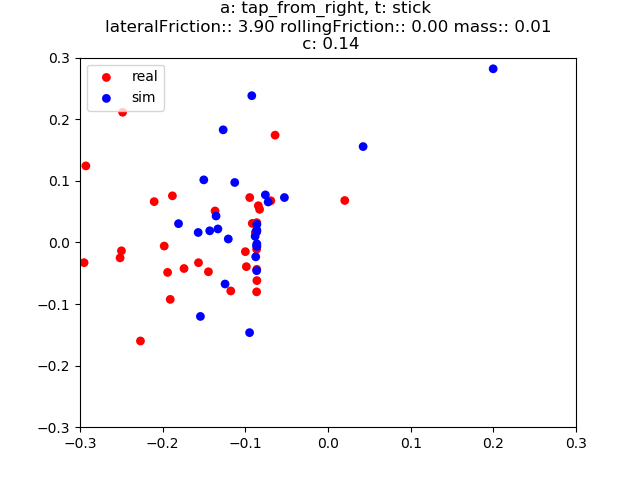 a: tap_from_right, t: stick
lateralFriction:: 3.90 rollingFriction:: 0.00 mass:: 0.01
c: 0.14
real
sim
0.3
0.2
0.1
0.0
−0.1
−0.2
−0.3
−0.3 −0.2 −0.1 0.0 0.1 0.2 0.3